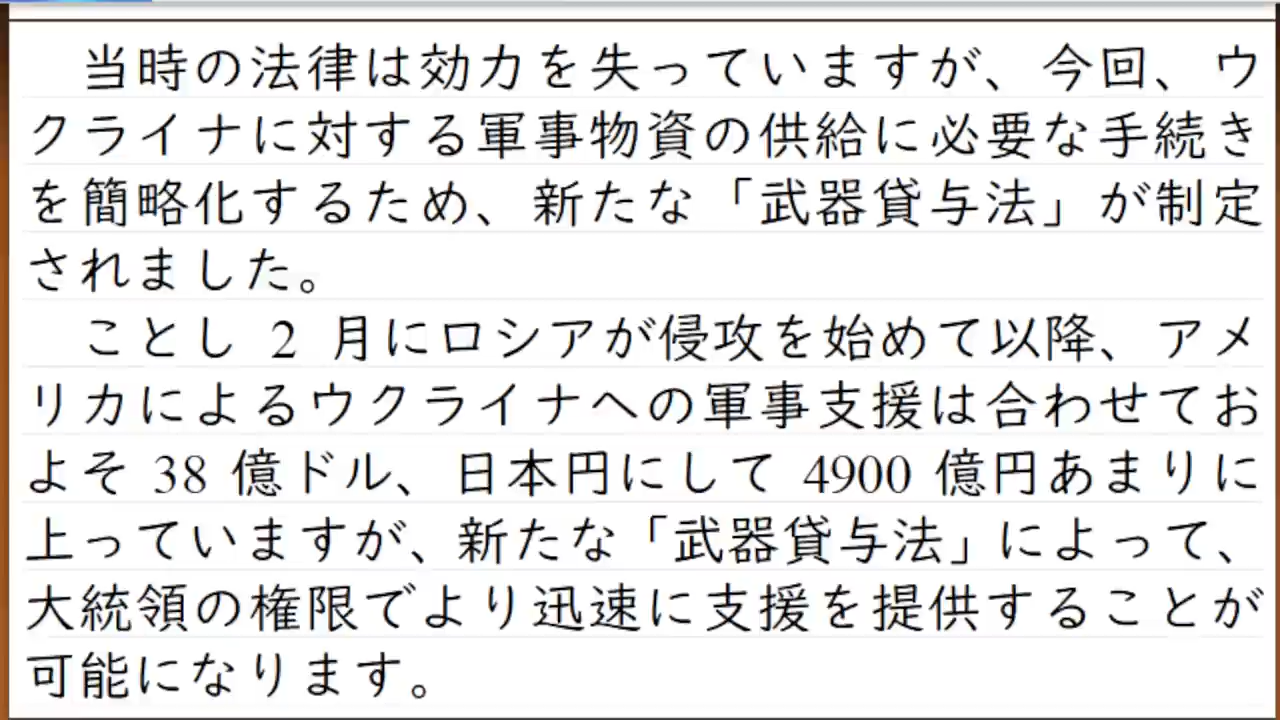 当時の法律は効力を失っていますが、今回、ウ
クライナに対する軍事物資の供給に必要な手続き
を簡略化するため、新たな「武器貸与法」が制定
されました。
ことし 2 月にロシアが侵攻を始めて以降、アメ
リカによるウクライナへの軍事支援は合わせてお
よそ 38 億ドル、日本円にして 4900 億円あまりに
上っていますが、新たな「武器貸与法」によって、
大統領の権限でより迅速に支援を提供することが
可能になります。